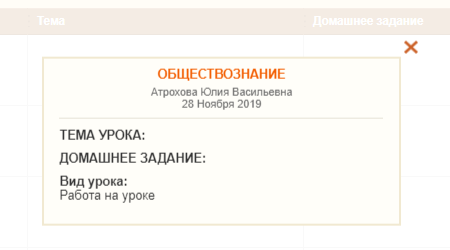 Тема Домашнее задание
ОБЩЕСТВОЗНАНИЕ
Атрохова Юлия Васильевна
28 Ноября 2019
ТЕМА УРОКА:
ДОМАШНЕЕ ЗАДАНИЕ:
Вид урока:
Работа на уроке